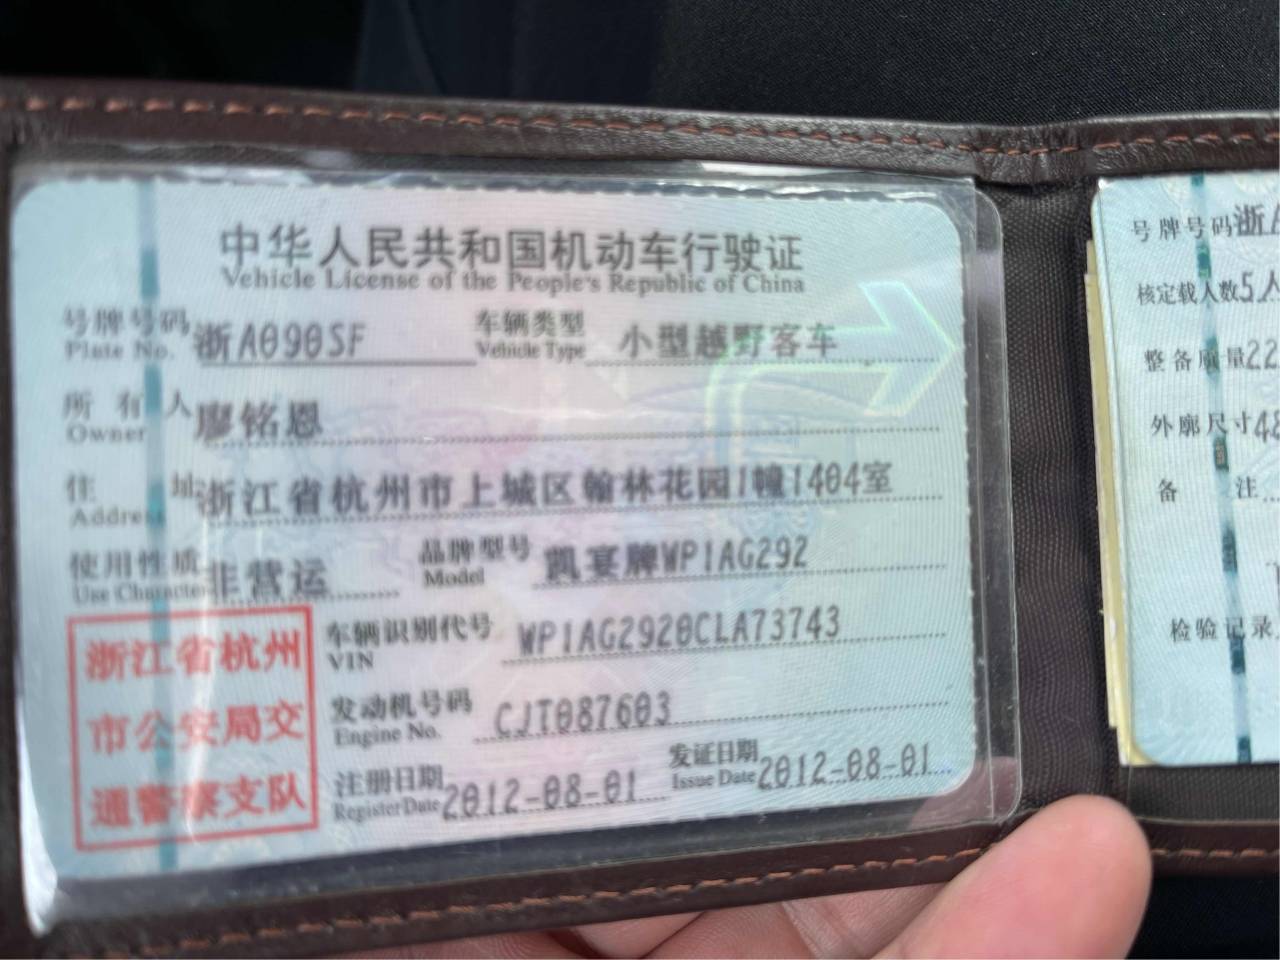 中华人民共和国机动车行驶证
Vehicle License of the People's Republic of China
号牌号码 浙A090SF 车辆类型 小型越野客车
Plate No. Vehicle Type
所有人 廖铭恩
Owner
住址 浙江省杭州市上城区翰林花园1幢1404室
Address
使用性质 非营运 品牌型号 凯宴牌WP1AG292
Use Character Model
车辆识别代号 WP1AG2920CLA73743
VIN
发动机号码 CJT087603
Engine No.
注册日期 2012-08-01 发证日期 2012-08-01
Register Date Issue Date
浙江省杭州
市公安局交
通警察支队
号牌号码 浙A
核定载人数 5人
整备质量 22
外廓尺寸 42
备注
检验记录